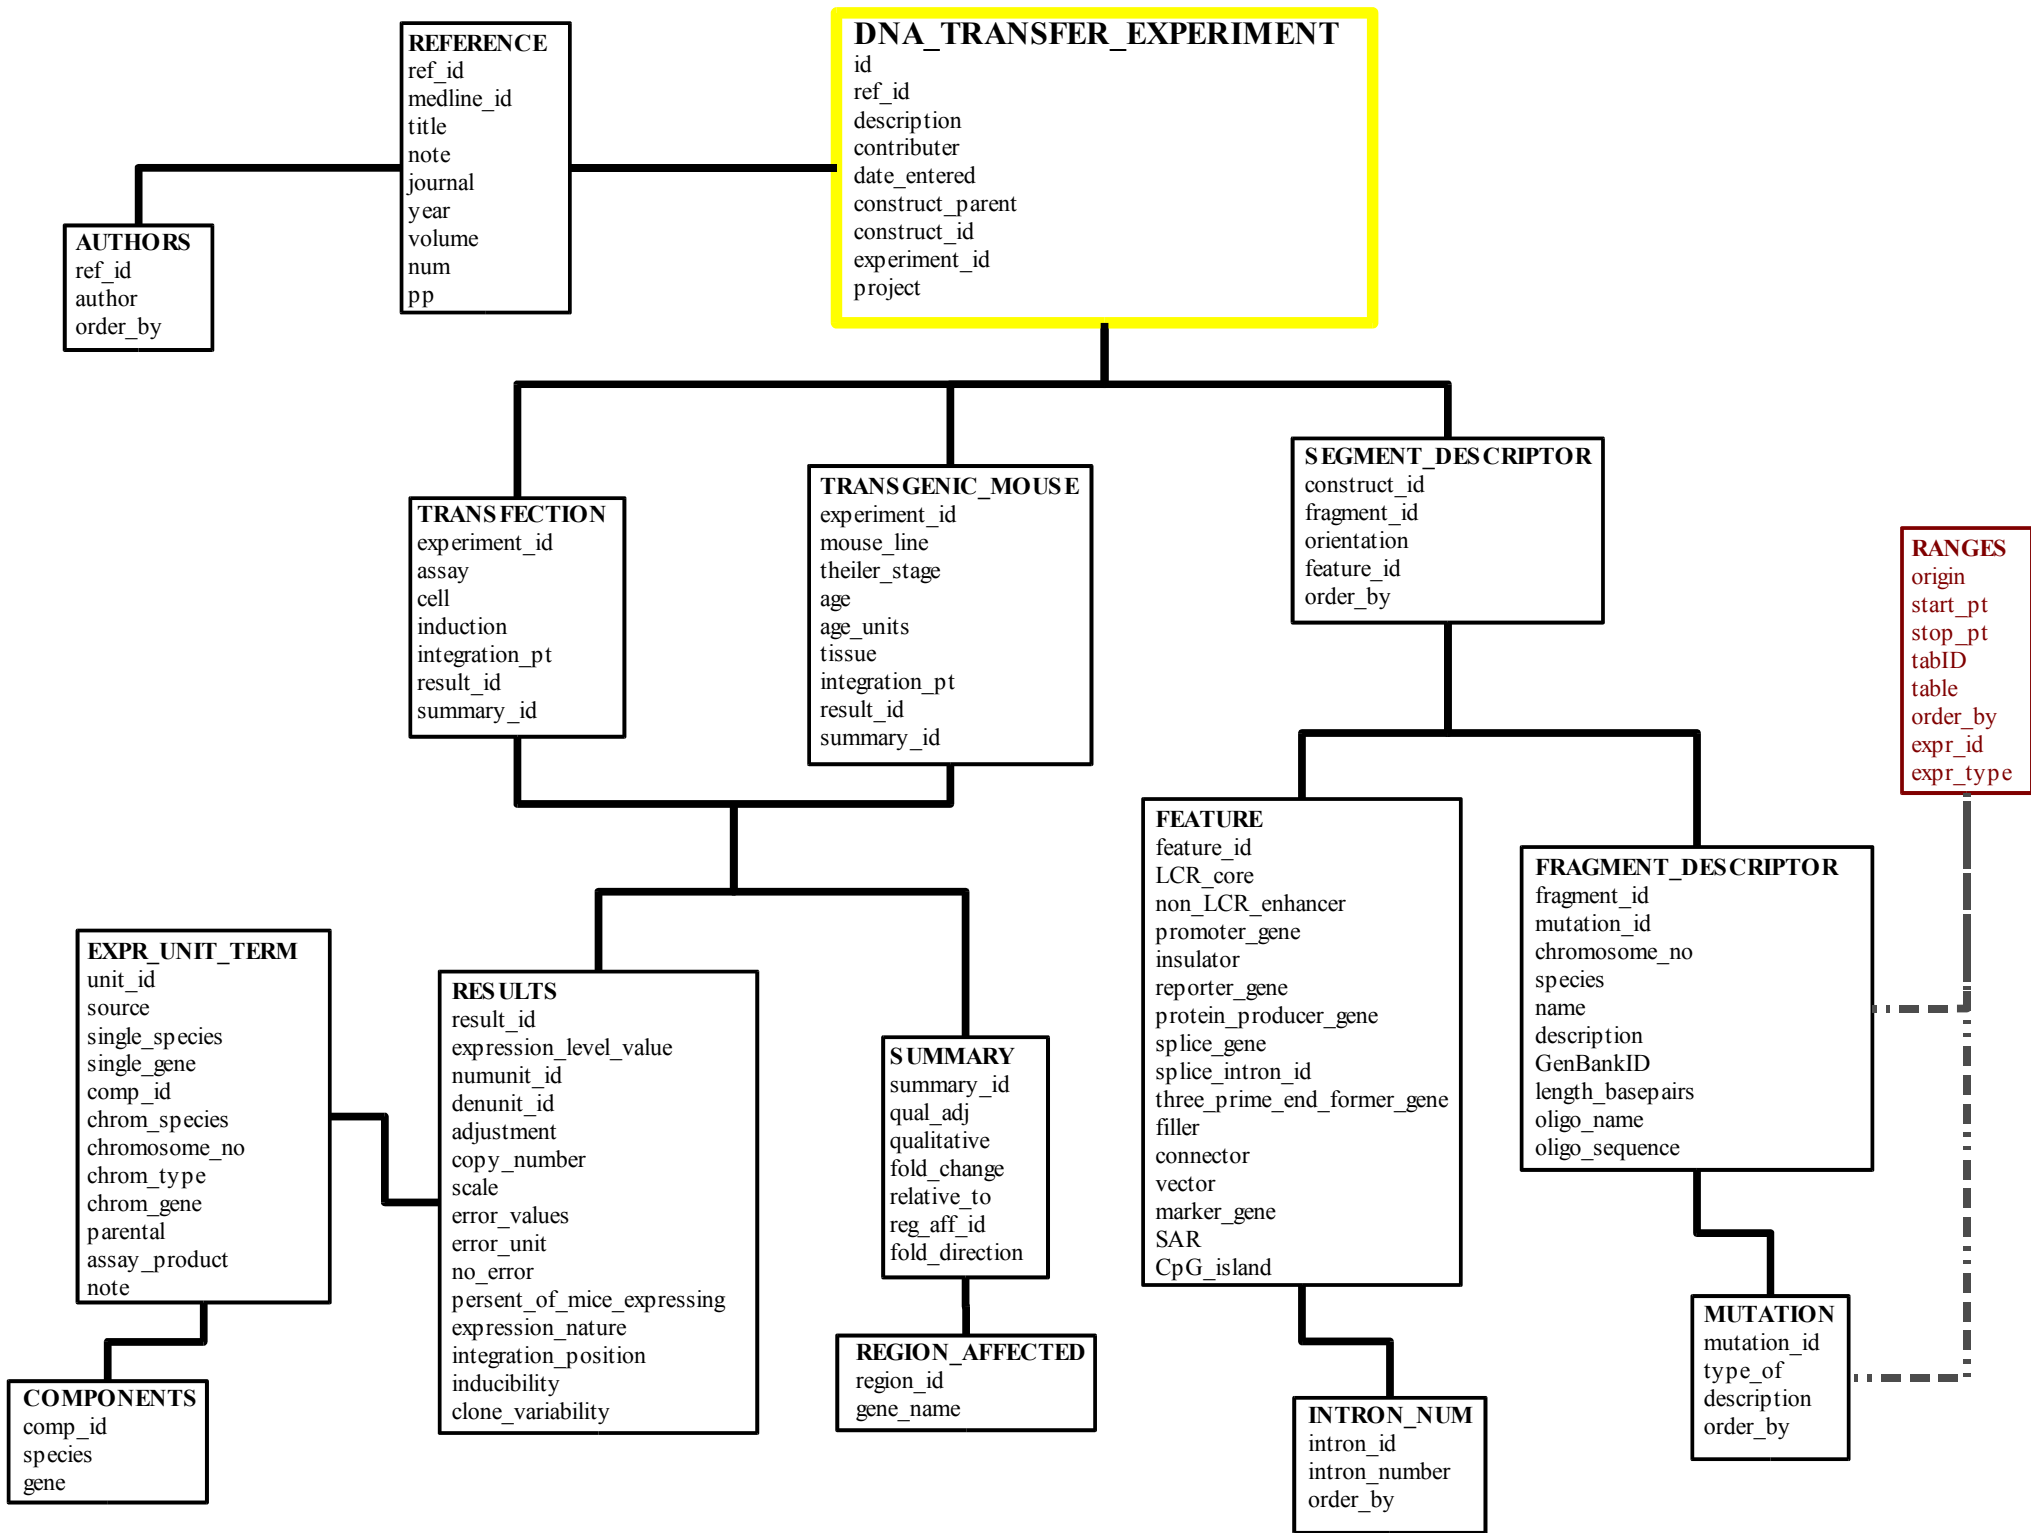 REFERENCE
ref_id
medline_id
title
note
journal
year
volume
num
pp
DNA_TRANSFER_EXPERIMENT
id
ref_id
description
contributer
date_entered
construct_parent
construct_id
experiment_id
project
AUTHORS
ref_id
author
order_by
TRANSFECTION
experiment_id
assay
cell
induction
integration_pt
result_id
summary_id
TRANSGENIC_MOUSE
experiment_id
mouse_line
theiler_stage
age
age_units
tissue
integration_pt
result_id
summary_id
SEGMENT_DESCRIPTOR
construct_id
fragment_id
orientation
feature_id
order_by
RANGES
origin
start_pt
stop_pt
tabID
table
order_by
expr_id
expr_type
FEATURE
feature_id
LCR_core
non_LCR_enhancer
promoter_gene
insulator
reporter_gene
protein_producer_gene
splice_gene
splice_intron_id
three_prime_end_former_gene
filler
connector
vector
marker_gene
SAR
CpG_island
FRAGMENT_DESCRIPTOR
fragment_id
mutation_id
chromosome_no
species
name
description
GenBankID
length_basepairs
oligo_name
oligo_sequence
EXPR_UNIT_TERM
unit_id
source
single_species
single_gene
comp_id
chrom_species
chromosome_no
chrom_type
chrom_gene
parental
assay_product
note
RESULTS
result_id
expression_level_value
numunit_id
denunit_id
adjustment
copy_number
scale
error_values
error_unit
no_error
persent_of_mice_expressing
expression_nature
integration_position
inducibility
clone_variability
SUMMARY
summary_id
qual_adj
qualitative
fold_change
relative_to
reg_aff_id
fold_direction
REGION_AFFECTED
region_id
gene_name
MUTATION
mutation_id
type_of
description
order_by
COMPONENTS
comp_id
species
gene
INTRON_NUM
intron_id
intron_number
order_by